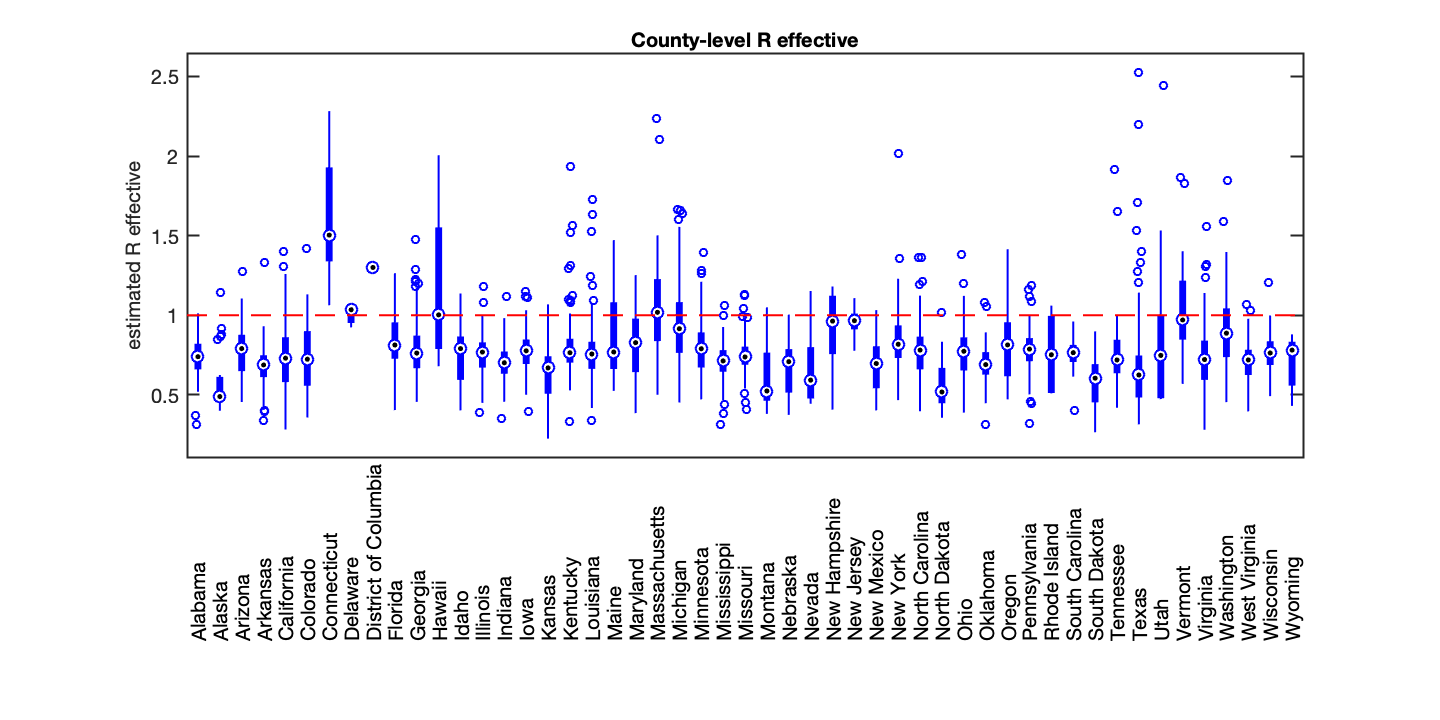 County-level R effective
2.5
2
1.5
1
0.5
estimated R effective
Alabama
Alaska
Arizona
Arkansas
California
Colorado
Connecticut
Delaware
District of Columbia
Florida
Georgia
Hawaii
Idaho
Illinois
Indiana
Iowa
Kansas
Kentucky
Louisiana
Maine
Maryland
Massachusetts
Michigan
Minnesota
Mississippi
Missouri
Montana
Nebraska
Nevada
New Hampshire
New Jersey
New Mexico
New York
North Carolina
North Dakota
Ohio
Oklahoma
Oregon
Pennsylvania
Rhode Island
South Carolina
South Dakota
Tennessee
Texas
Utah
Vermont
Virginia
Washington
West Virginia
Wisconsin
Wyoming